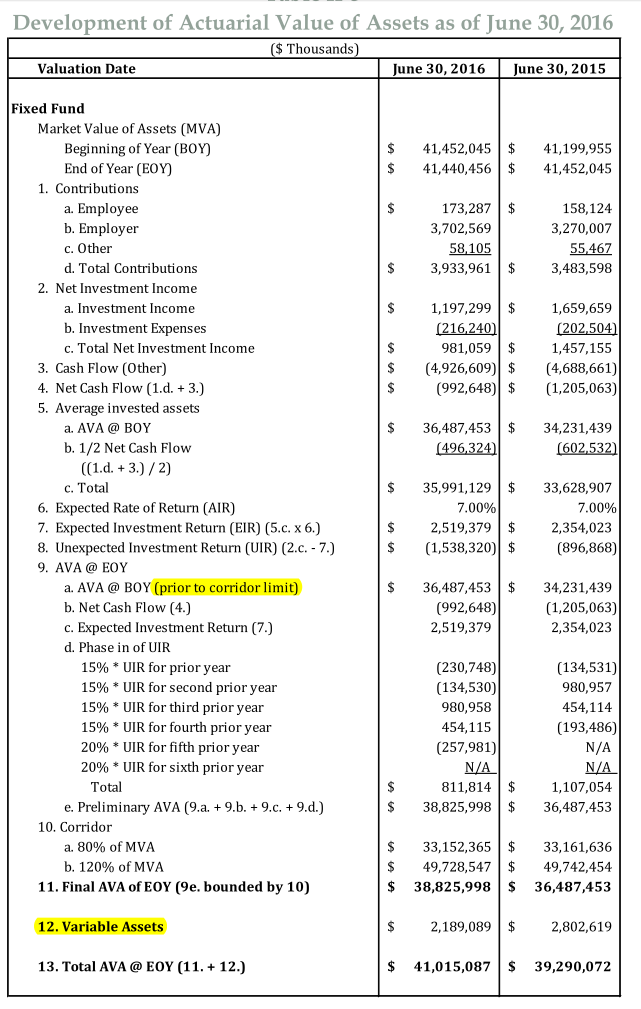 Development of Actuarial Value of Assets as of June 30, 2016
($ Thousands)
Valuation Date June 30, 2016 June 30, 2015
Fixed Fund
Market Value of Assets (MVA)
Beginning of Year (BOY) $ 41,452,045 $ 41,199,955
End of Year (EOY) $ 41,440,456 $ 41,452,045
1. Contributions
a. Employee $ 173,287 $ 158,124
b. Employer 3,702,569 3,270,007
c. Other 58,105 55,467
d. Total Contributions $ 3,933,961 $ 3,483,598
2. Net Investment Income
a. Investment Income $ 1,197,299 $ 1,659,659
b. Investment Expenses (216,240) (202,504)
c. Total Net Investment Income $ 981,059 $ 1,457,155
3. Cash Flow (Other) $ (4,926,609) $ (4,688,661)
4. Net Cash Flow (1.d. + 3.) $ (992,648) $ (1,205,063)
5. Average invested assets
a. AVA @ BOY $ 36,487,453 $ 34,231,439
b. 1/2 Net Cash Flow (496,324) (602,532)
((1.d. + 3.) / 2)
c. Total $ 35,991,129 $ 33,628,907
6. Expected Rate of Return (AIR) 7.00% 7.00%
7. Expected Investment Return (EIR) (5.c. x 6.) $ 2,519,379 $ 2,354,023
8. Unexpected Investment Return (UIR) (2.c. - 7.) $ (1,538,320) $ (896,868)
9. AVA @ EOY
a. AVA @ BOY (prior to corridor limit) $ 36,487,453 $ 34,231,439
b. Net Cash Flow (4.) (992,648) (1,205,063)
c. Expected Investment Return (7.) 2,519,379 2,354,023
d. Phase in of UIR
15% * UIR for prior year (230,748) (134,531)
15% * UIR for second prior year (134,530) 980,957
15% * UIR for third prior year 980,958 454,114
15% * UIR for fourth prior year 454,115 (193,486)
20% * UIR for fifth prior year (257,981) N/A
20% * UIR for sixth prior year N/A N/A
Total $ 811,814 $ 1,107,054
e. Preliminary AVA (9.a. + 9.b. + 9.c. + 9.d.) $ 38,825,998 $ 36,487,453
10. Corridor
a. 80% of MVA $ 33,152,365 $ 33,161,636
b. 120% of MVA $ 49,728,547 $ 49,742,454
11. Final AVA of EOY (9e. bounded by 10) $ 38,825,998 $ 36,487,453
12. Variable Assets $ 2,189,089 $ 2,802,619
13. Total AVA @ EOY (11. + 12.) $ 41,015,087 $ 39,290,072